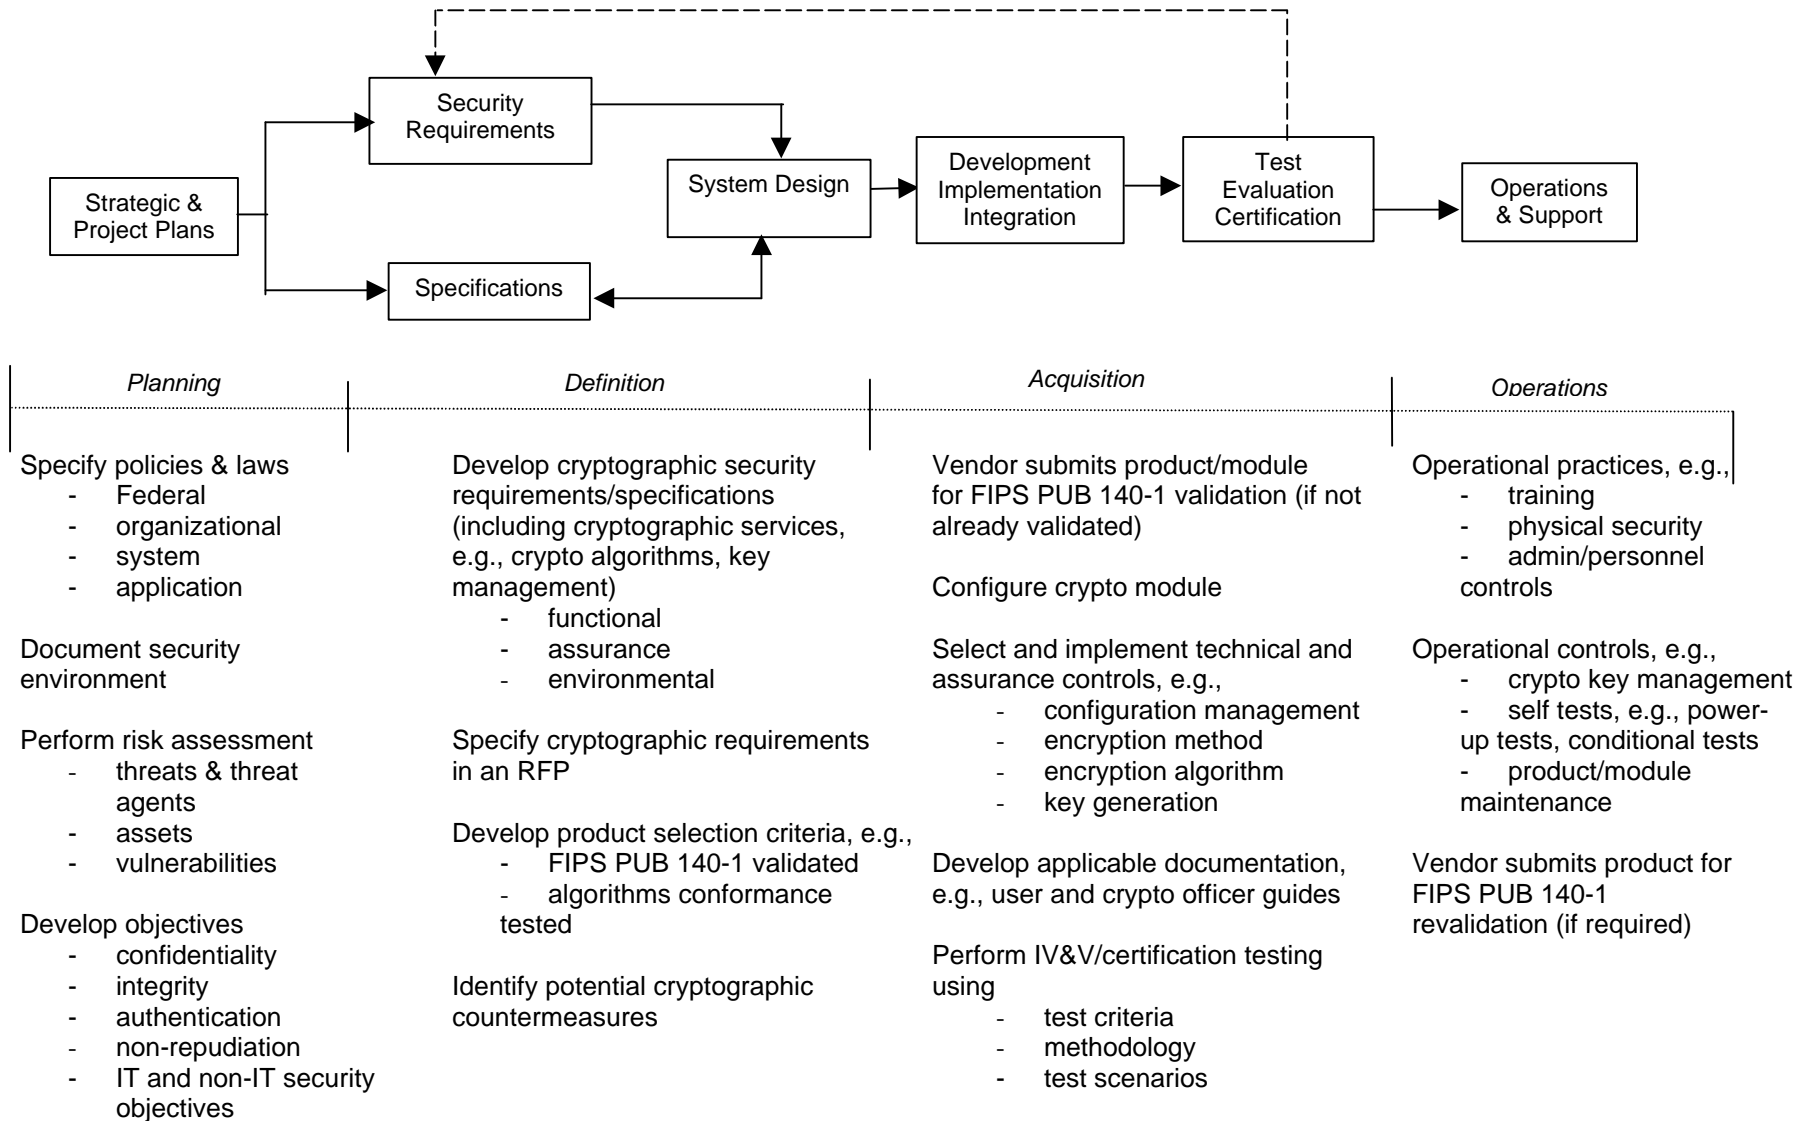 Security
Requirements
Strategic &
Project Plans
Specifications
System Design
Development
Implementation
Integration
Test
Evaluation
Certification
Operations
& Support
Planning
Definition
Acquisition
Operations
Specify policies & laws
- Federal
- organizational
- system
- application
Document security
environment
Perform risk assessment
- threats & threat
agents
- assets
- vulnerabilities
Develop objectives
- confidentiality
- integrity
- authentication
- non-repudiation
- IT and non-IT security
objectives
Develop cryptographic security
requirements/specifications
(including cryptographic services,
e.g., crypto algorithms, key
management)
- functional
- assurance
- environmental
Specify cryptographic requirements
in an RFP
Develop product selection criteria, e.g.,
- FIPS PUB 140-1 validated
- algorithms conformance
tested
Identify potential cryptographic
countermeasures
Vendor submits product/module
for FIPS PUB 140-1 validation (if not
already validated)
Configure crypto module
Select and implement technical and
assurance controls, e.g.,
- configuration management
- encryption method
- encryption algorithm
- key generation
Develop applicable documentation,
e.g., user and crypto officer guides
Perform IV&V/certification testing
using
- test criteria
- methodology
- test scenarios
Operational practices, e.g.,
- training
- physical security
- admin/personnel
controls
Operational controls, e.g.,
- crypto key management
- self tests, e.g., power-
up tests, conditional tests
- product/module
maintenance
Vendor submits product for
FIPS PUB 140-1
revalidation (if required)